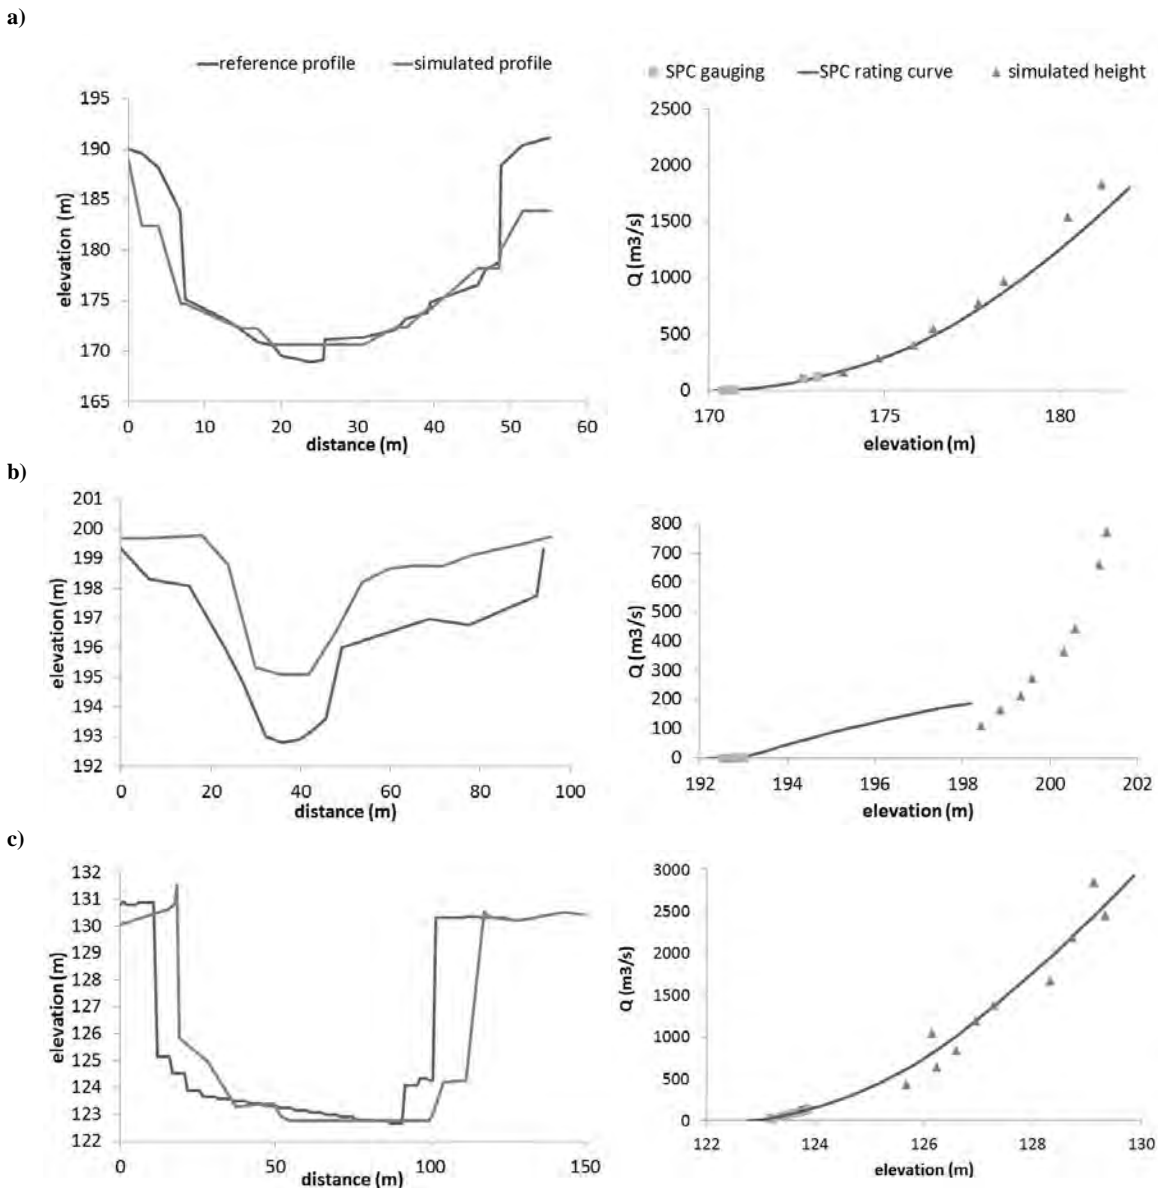 a)
reference profile simulated profile
195
190
185
180
175
170
165
elevation (m)
0 10 20 30 40 50 60
distance (m)
SPC gauging SPC rating curve simulated height
2500
2000
1500
1000
500
0
Q (m3/s)
170 175 180
elevation (m)
b)
201
200
199
198
197
196
195
194
193
192
elevation (m)
0 20 40 60 80 100
distance (m)
800
700
600
500
400
300
200
100
0
Q (m3/s)
192 194 196 198 200 202
elevation (m)
c)
132
131
130
129
128
127
126
125
124
123
122
elevation (m)
0 50 100 150
distance (m)
3000
2500
2000
1500
1000
500
0
Q (m3/s)
122 124 126 128 130
elevation (m)